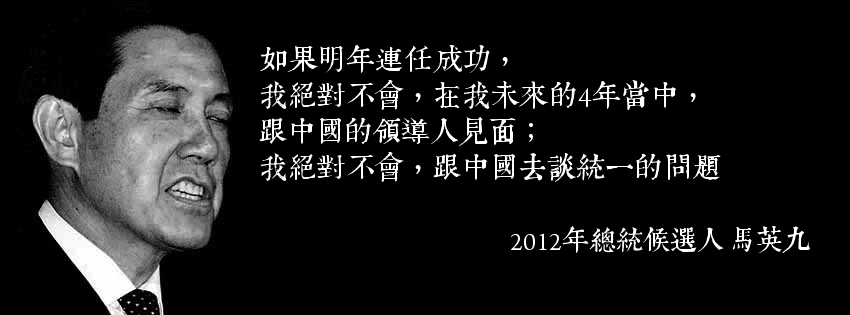 如果明年連任成功，
我絕對不會，在我未來的4年當中，
跟中國的領導人見面；
我絕對不會，跟中國去談統一的問題
2012年總統候選人 馬英九